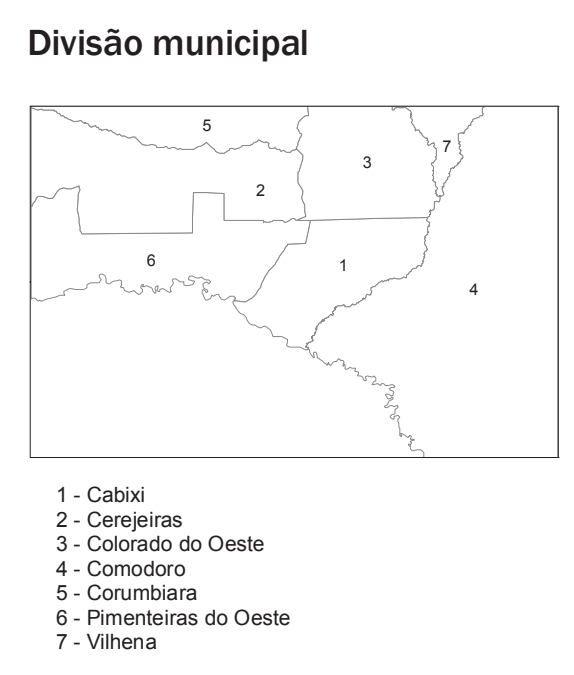 Divisão municipal
5
7
3
2
6
1
4
1 - Cabixi
2 - Cerejeiras
3 - Colorado do Oeste
4 - Comodoro
5 - Corumbiara
6 - Pimenteiras do Oeste
7 - Vilhena